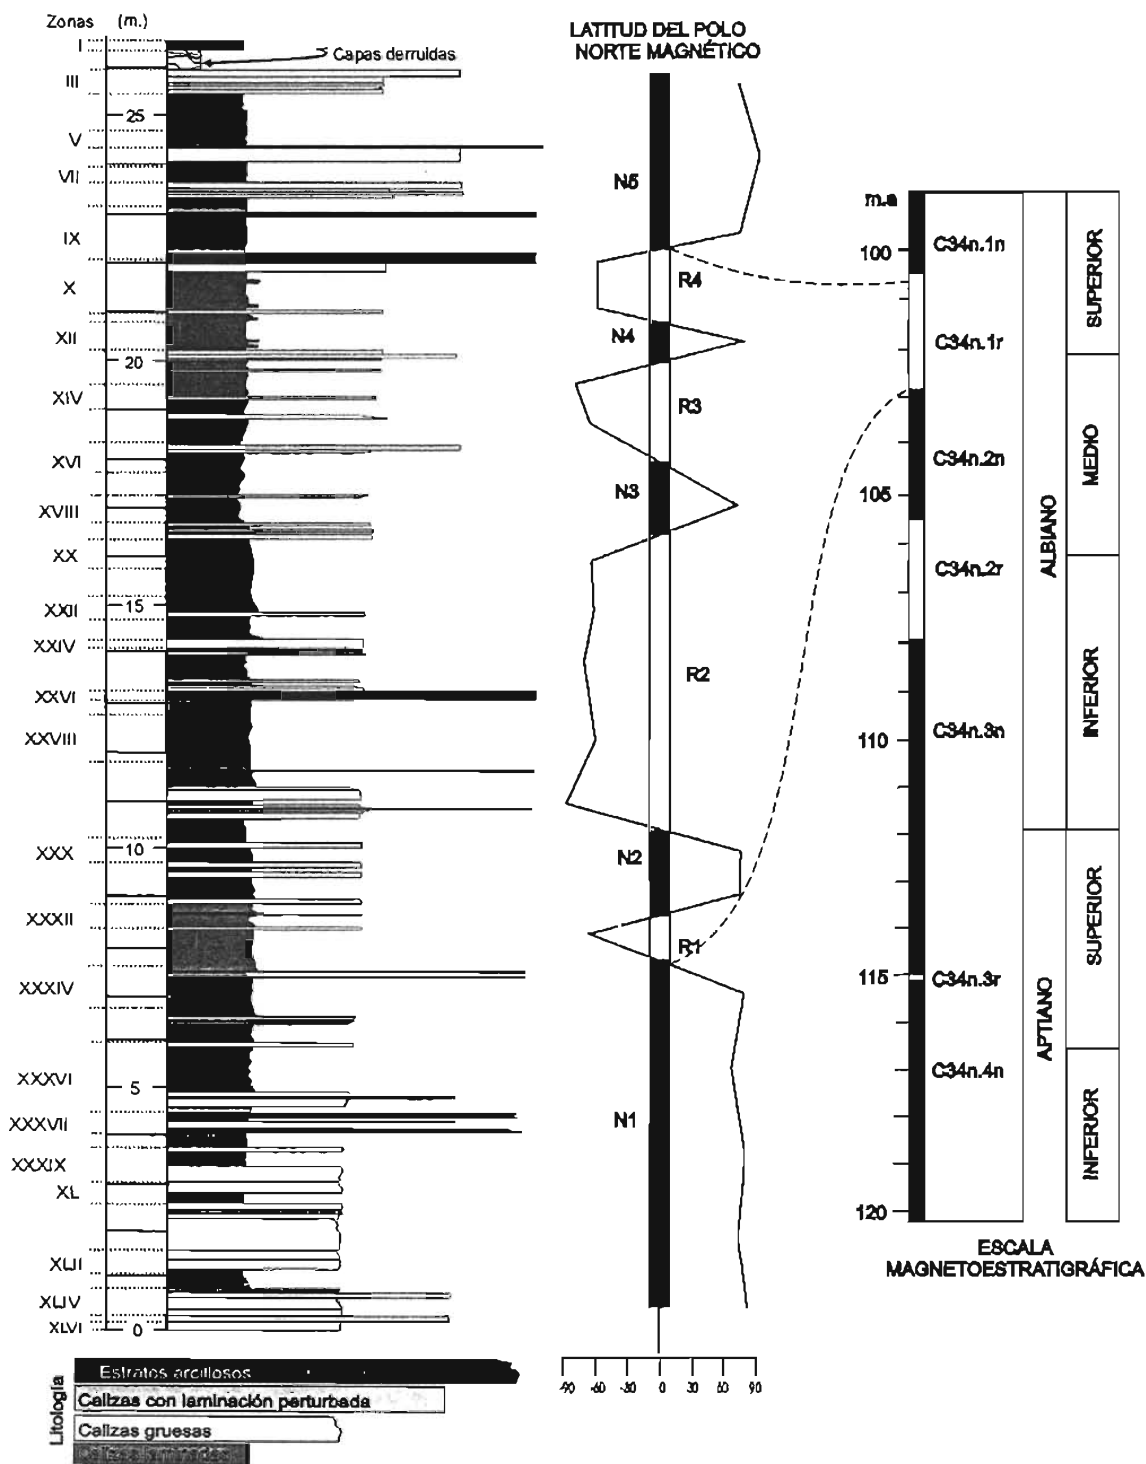 Zonas (m.)
I
III
V
VII
IX
X
XII
XIV
XVI
XVIII
XX
XXII
XXIV
XXVI
XXVIII
XXX
XXXII
XXXIV
XXXVI
XXXVII
XXXIX
XL
XLII
XLIV
XLVI
25
20
15
10
5
0
Capas derruidas
LATITUD DEL POLO
NORTE MAGNÉTICO
N5
R4
N4
R3
N3
R2
N2
R1
N1
-90 -60 -30 0 30 60 90
m.a
100
105
110
115
120
C34n.1n
C34n.1r
C34n.2n
C34n.2r
C34n.3n
C34n.3r
C34n.4n
ALBIANO
APTIANO
SUPERIOR
MEDIO
INFERIOR
SUPERIOR
INFERIOR
ESCALA
MAGNETOESTRATIGRÁFICA
Litología
Estratos arcillosos
Calizas con laminación perturbada
Calizas gruesas
Calizas laminadas